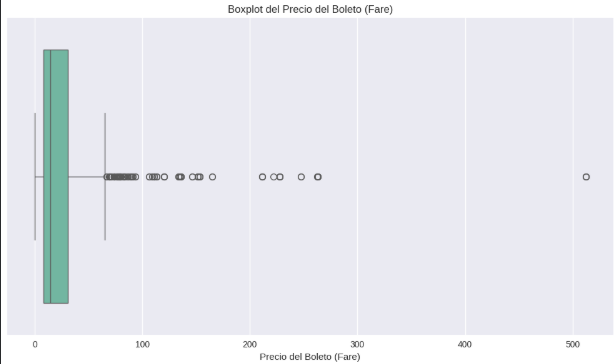 Boxplot del Precio del Boleto (Fare)
0 100 200 300 400 500
Precio del Boleto (Fare)